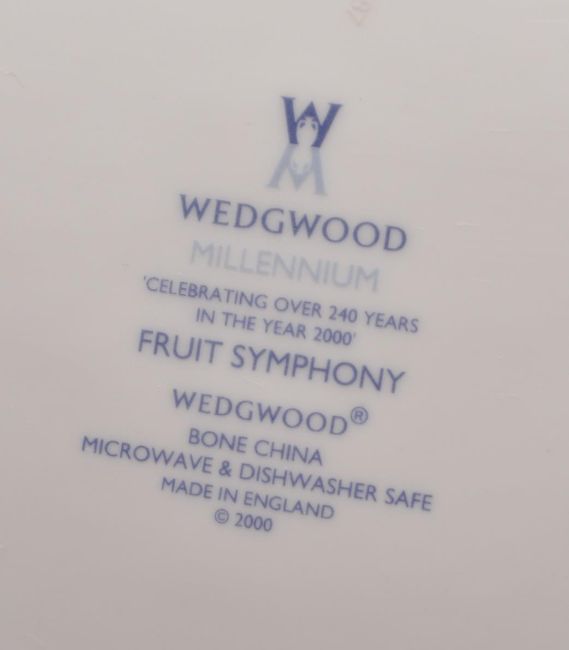 W
M
WEDGWOOD
MILLENNIUM
'CELEBRATING OVER 240 YEARS
IN THE YEAR 2000'
FRUIT SYMPHONY
WEDGWOOD®
BONE CHINA
MICROWAVE & DISHWASHER SAFE
MADE IN ENGLAND
© 2000